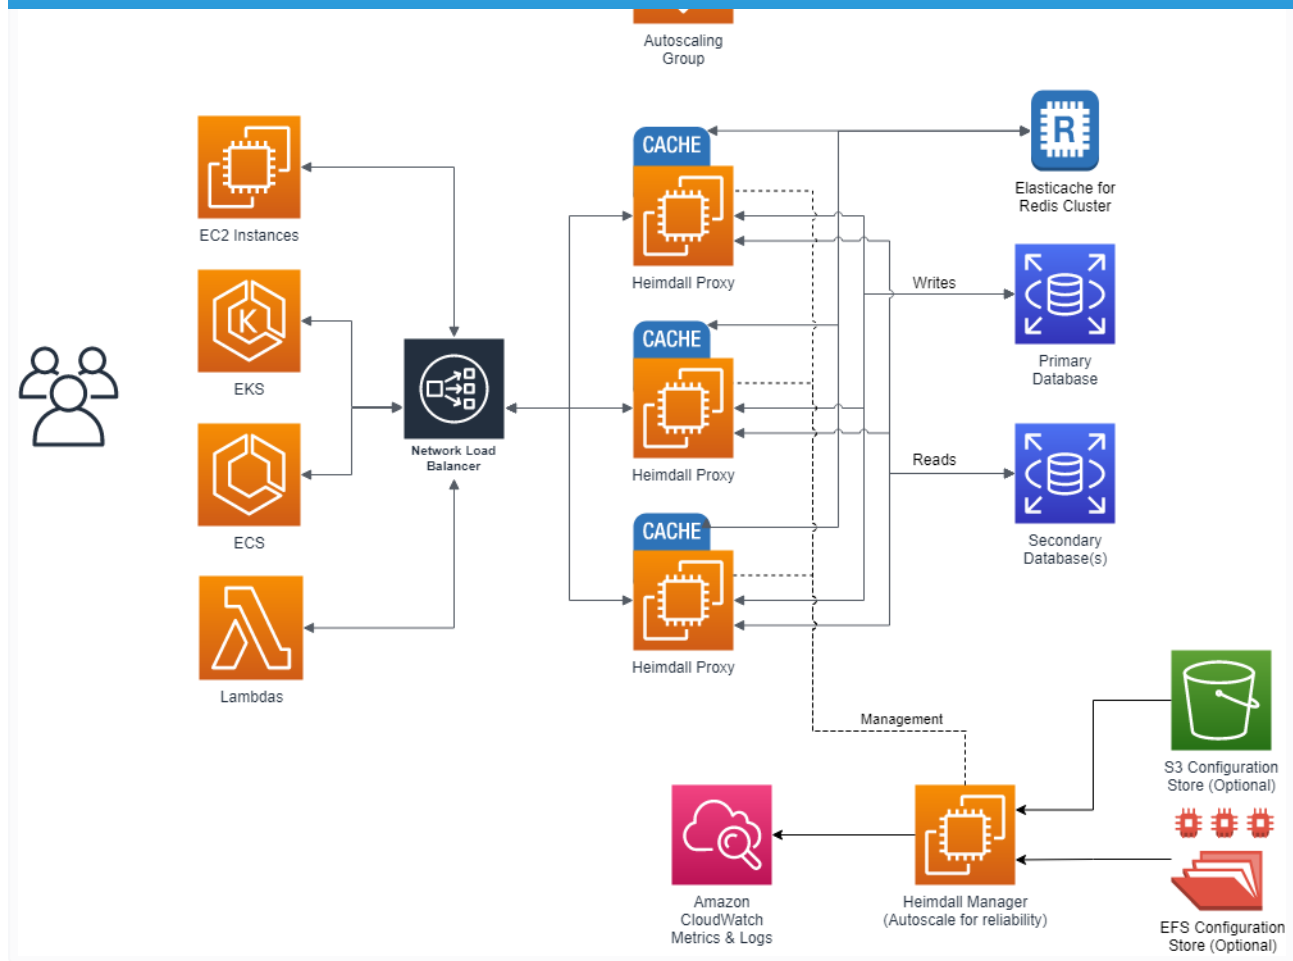 Autoscaling
Group
CACHE
R
Elasticache for
Redis Cluster
EC2 Instances
Heimdall Proxy
Writes
K
EKS
CACHE
Primary
Database
Network Load
Balancer
Heimdall Proxy
Reads
ECS
CACHE
Secondary
Database(s)
Heimdall Proxy
Lambdas
Management
S3 Configuration
Store (Optional)
Amazon
CloudWatch
Metrics & Logs
Heimdall Manager
(Autoscale for reliability)
EFS Configuration
Store (Optional)